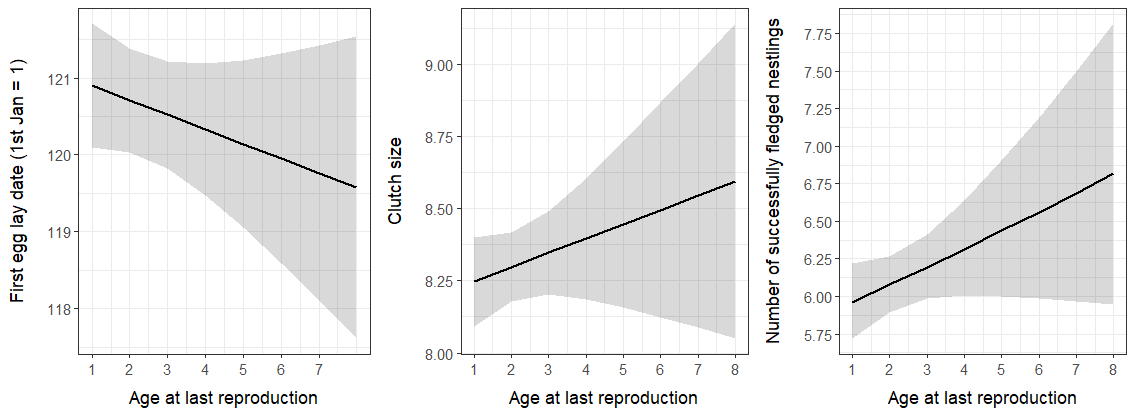 First egg lay date (1st Jan = 1)
121
120
119
118
1 2 3 4 5 6 7
Age at last reproduction
Clutch size
9.00
8.75
8.50
8.25
8.00
1 2 3 4 5 6 7 8
Age at last reproduction
Number of successfully fledged nestlings
7.75
7.50
7.25
7.00
6.75
6.50
6.25
6.00
5.75
1 2 3 4 5 6 7 8
Age at last reproduction